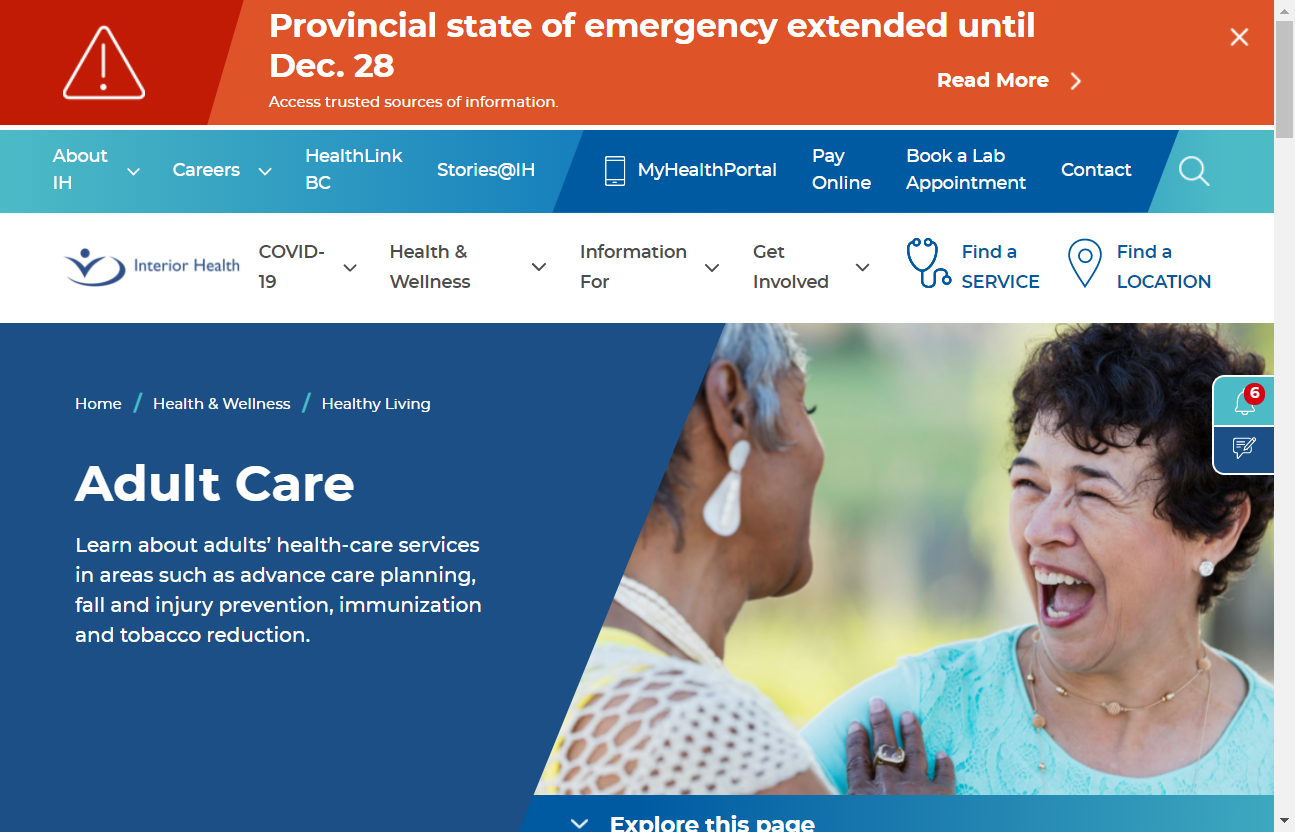 Provincial state of emergency extended until
Dec. 28
Access trusted sources of information.
Read More
About
IH
Careers
HealthLink
BC
Stories@IH
MyHealthPortal
Pay
Online
Book a Lab
Appointment
Contact
Interior Health
COVID-
19
Health &
Wellness
Information
For
Get
Involved
Find a
SERVICE
Find a
LOCATION
6
Home / Health & Wellness / Healthy Living
Adult Care
Learn about adults’ health-care services
in areas such as advance care planning,
fall and injury prevention, immunization
and tobacco reduction.
Explore this page